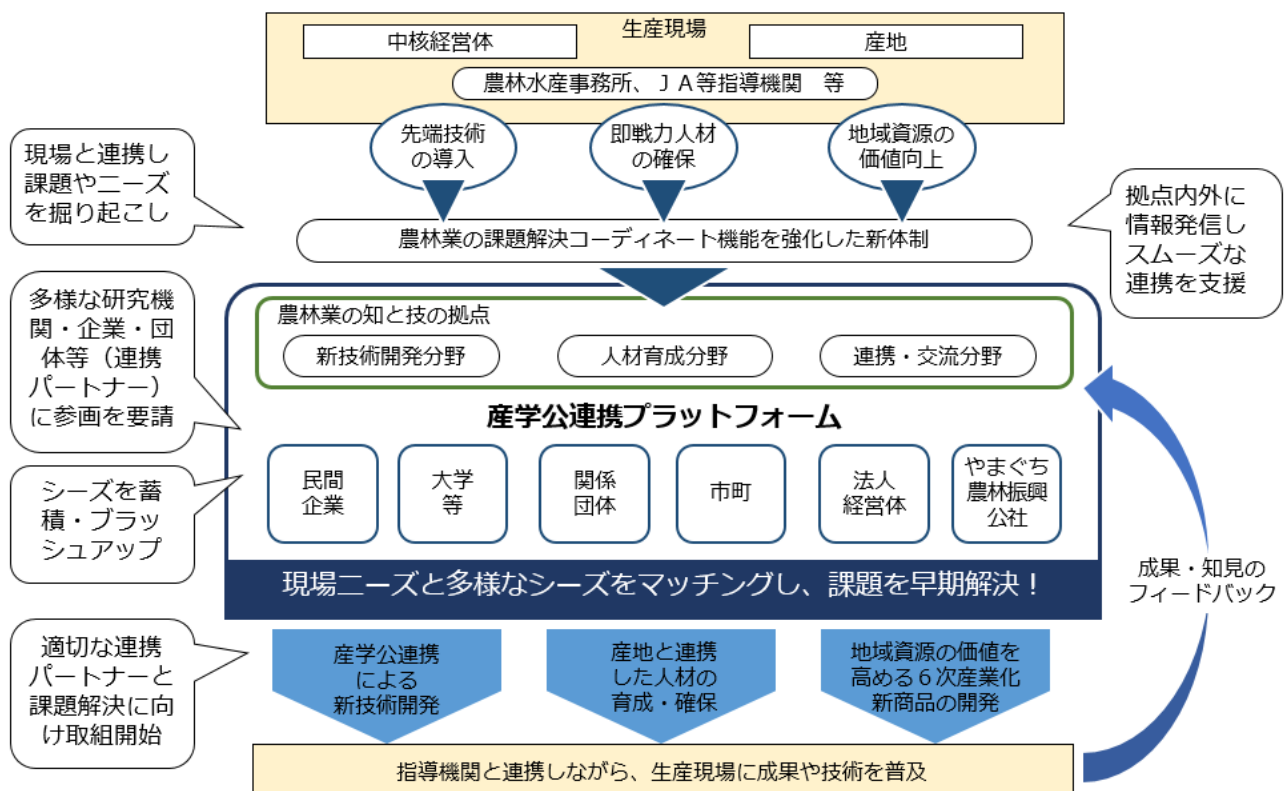 生産現場
中核経営体
産地
農林水産事務所、ＪＡ等指導機関　等
先端技術
の導入
即戦力人材
の確保
地域資源の
価値向上
現場と連携し
課題やニーズ
を掘り起こし
農林業の課題解決コーディネート機能を強化した新体制
拠点内外に
情報発信し
スムーズな
連携を支援
多様な研究機
関・企業・団
体等（連携
パートナー）
に参画を要請
農林業の知と技の拠点
新技術開発分野
人材育成分野
連携・交流分野
産学公連携プラットフォーム
民間
企業
大学
等
関係
団体
市町
法人
経営体
やまぐち
農林振興
公社
シーズを蓄
積・ブラッ
シュアップ
現場ニーズと多様なシーズをマッチングし、課題を早期解決！
成果・知見の
フィードバック
適切な連携
パートナーと
課題解決に向
け取組開始
産学公連携
による
新技術開発
産地と連携
した人材の
育成・確保
地域資源の価値を
高める６次産業化
新商品の開発
指導機関と連携しながら、生産現場に成果や技術を普及